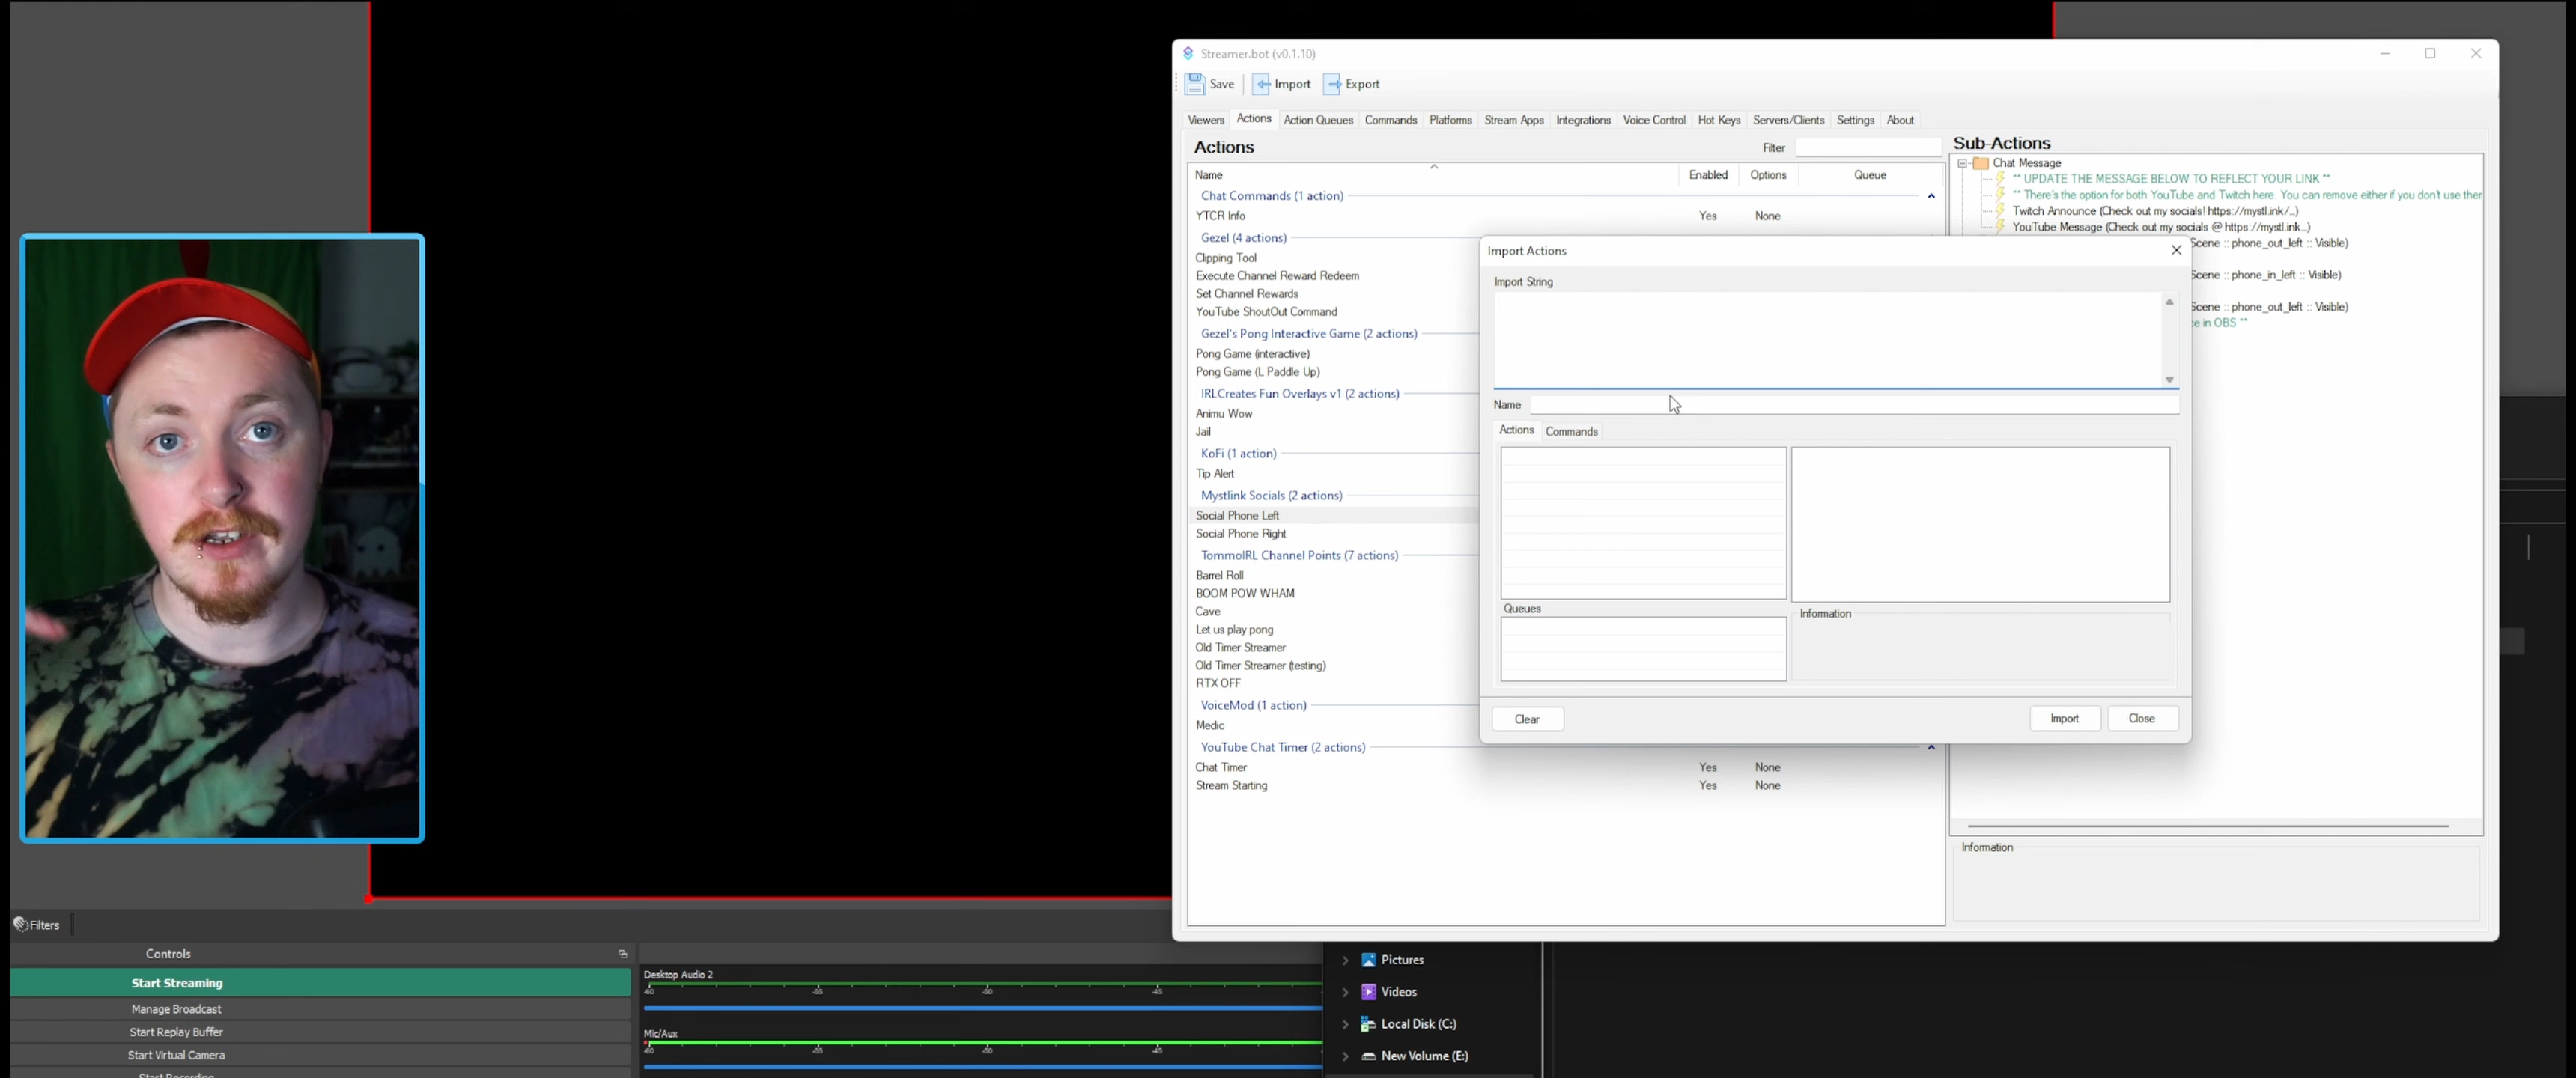 Streamer.bot (v0.1.10)
Save
Import
Export
Viewers
Actions
Action Queues
Commands
Platforms
Stream Apps
Integrations
Voice Control
Hot Keys
Servers/Clients
Settings
About
Actions
Filter
Name
Enabled
Options
Queue
Chat Commands (1 action)
YTCR Info
Yes
None
Gezel (4 actions)
Clipping Tool
Execute Channel Reward Redeem
Set Channel Rewards
YouTube ShoutOut Command
Gezel's Pong Interactive Game (2 actions)
Pong Game (interactive)
Pong Game (L Paddle Up)
IRLCreates Fun Overlays v1 (2 actions)
Animu Wow
Jail
KoFi (1 action)
Tip Alert
Mystlink Socials (2 actions)
Social Phone Left
Social Phone Right
TommoIRL Channel Points (7 actions)
Barrel Roll
BOOM POW WHAM
Cave
Let us play pong
Old Timer Streamer
Old Timer Streamer (testing)
RTX OFF
VoiceMod (1 action)
Medic
YouTube Chat Timer (2 actions)
Chat Timer
Yes
None
Stream Starting
Yes
None
Sub-Actions
Chat Message
** UPDATE THE MESSAGE BELOW TO REFLECT YOUR LINK **
** There's the option for both YouTube and Twitch here. You can remove either if you don't use ther
Twitch Announce (Check out my socials! https://mystl.ink/...)
YouTube Message (Check out my socials @ https://mystl.ink...)
Scene :: phone_out_left :: Visible)
Scene :: phone_in_left :: Visible)
Scene :: phone_out_left :: Visible)
ce in OBS **
Information
Import Actions
Import String
Name
Actions
Commands
Queues
Information
Clear
Import
Close
Filters
Controls
Start Streaming
Manage Broadcast
Start Replay Buffer
Start Virtual Camera
Start Recording
Desktop Audio 2
-60
-55
-50
-45
Mic/Aux
-60
-55
-50
-45
Pictures
Videos
Local Disk (C:)
New Volume (E:)